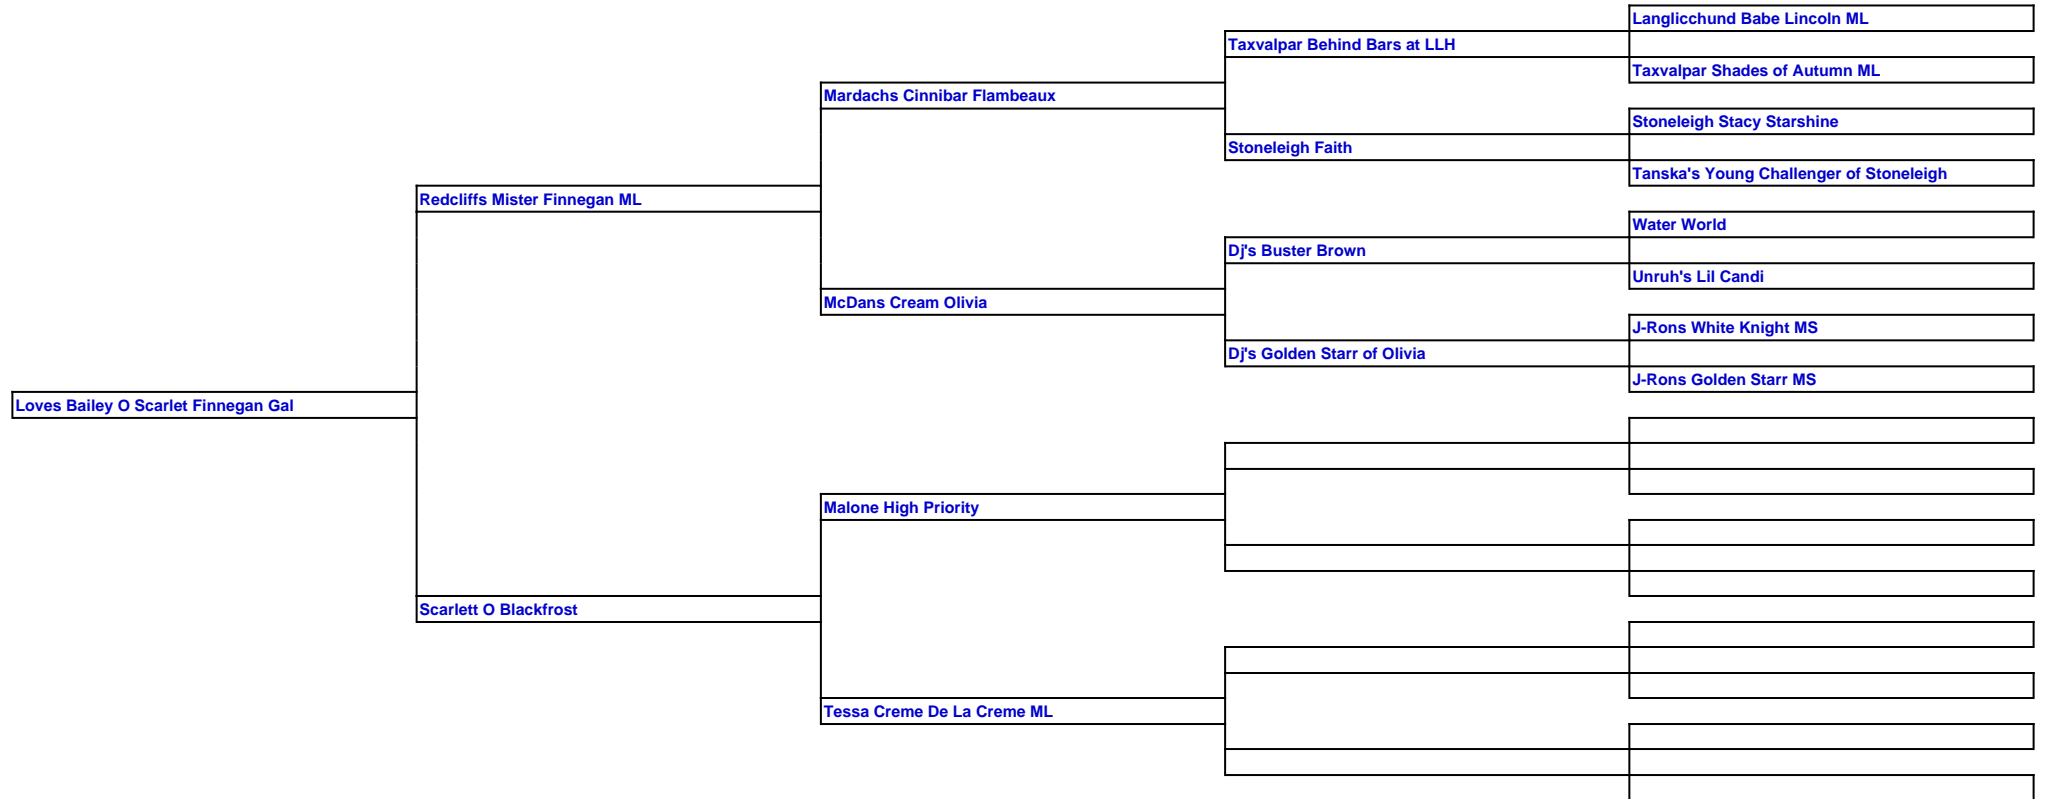 Langlicchund Babe Lincoln ML
Taxvalpar Behind Bars at LLH
Taxvalpar Shades of Autumn ML
Mardachs Cinnibar Flambeaux
Stoneleigh Stacy Starshine
Stoneleigh Faith
Tanska's Young Challenger of Stoneleigh
Redcliffs Mister Finnegan ML
Water World
Dj's Buster Brown
Unruh's Lil Candi
McDans Cream Olivia
J-Rons White Knight MS
Dj's Golden Starr of Olivia
J-Rons Golden Starr MS
Loves Bailey O Scarlet Finnegan Gal
Malone High Priority
Scarlett O Blackfrost
Tessa Creme De La Creme ML